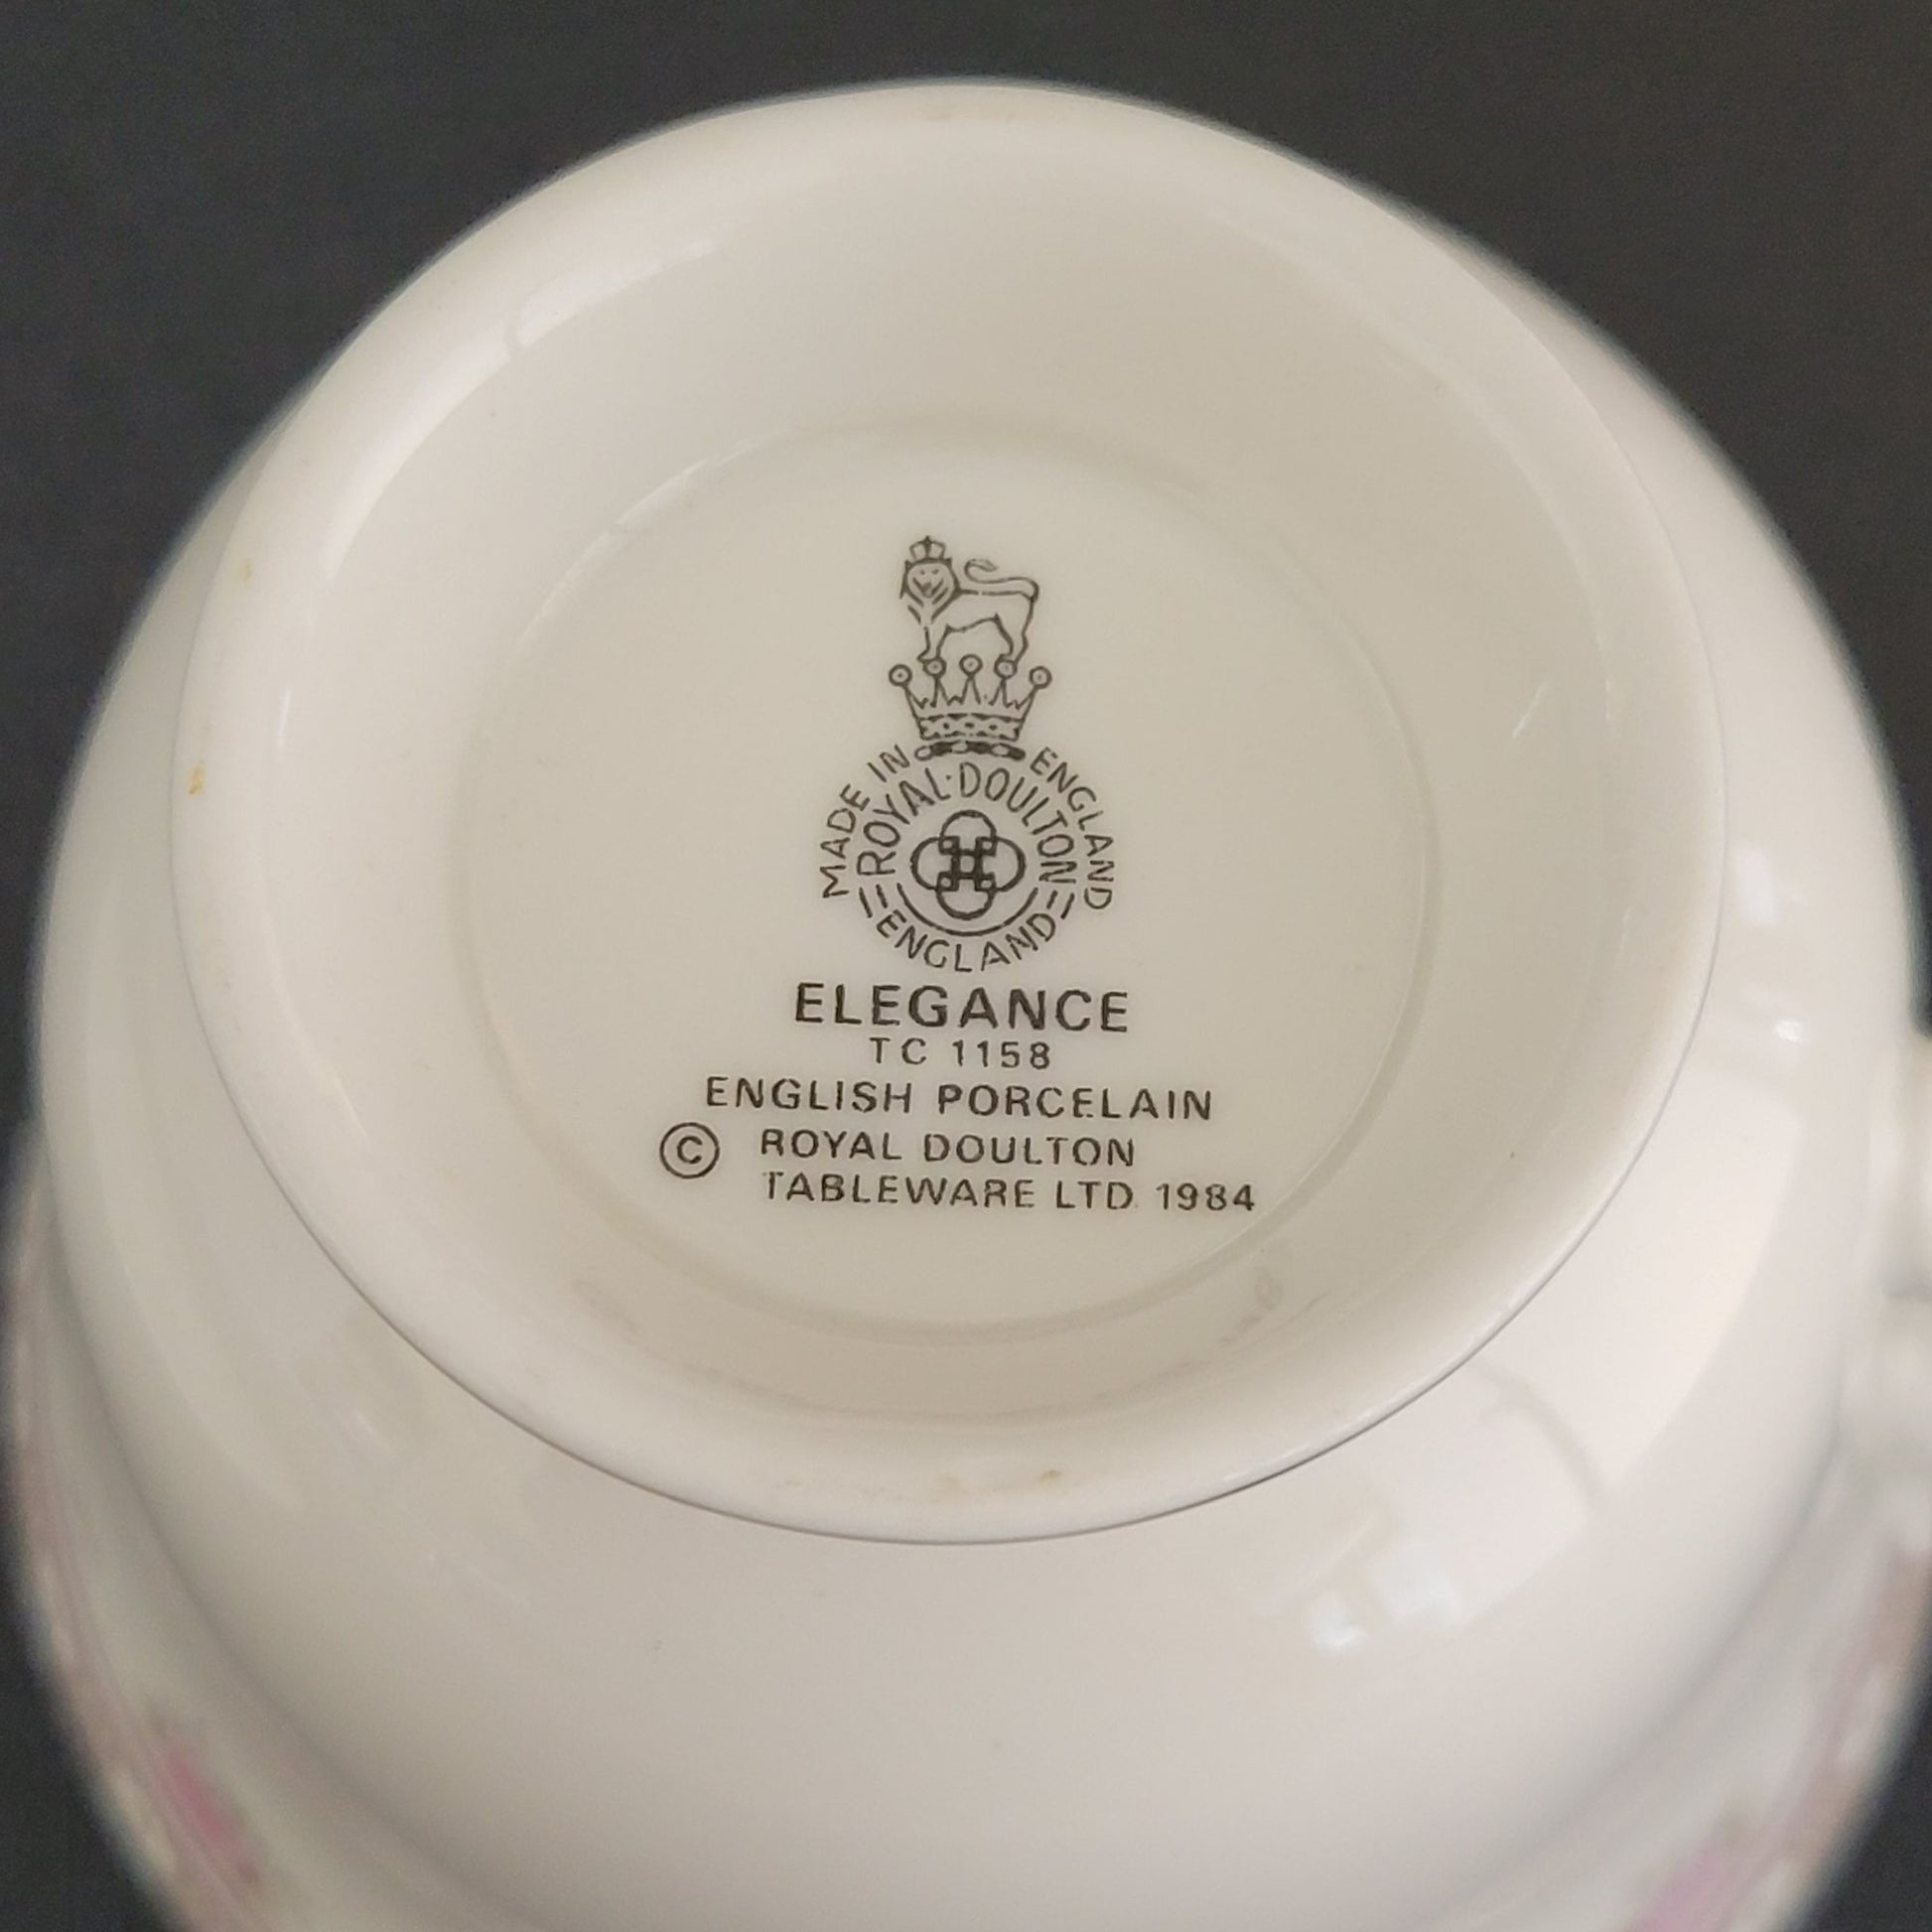 MADE IN ENGLAND
ROYAL·DOULTON
ENGLAND
ELEGANCE
TC 1158
ENGLISH PORCELAIN
© ROYAL DOULTON
TABLEWARE LTD. 1984